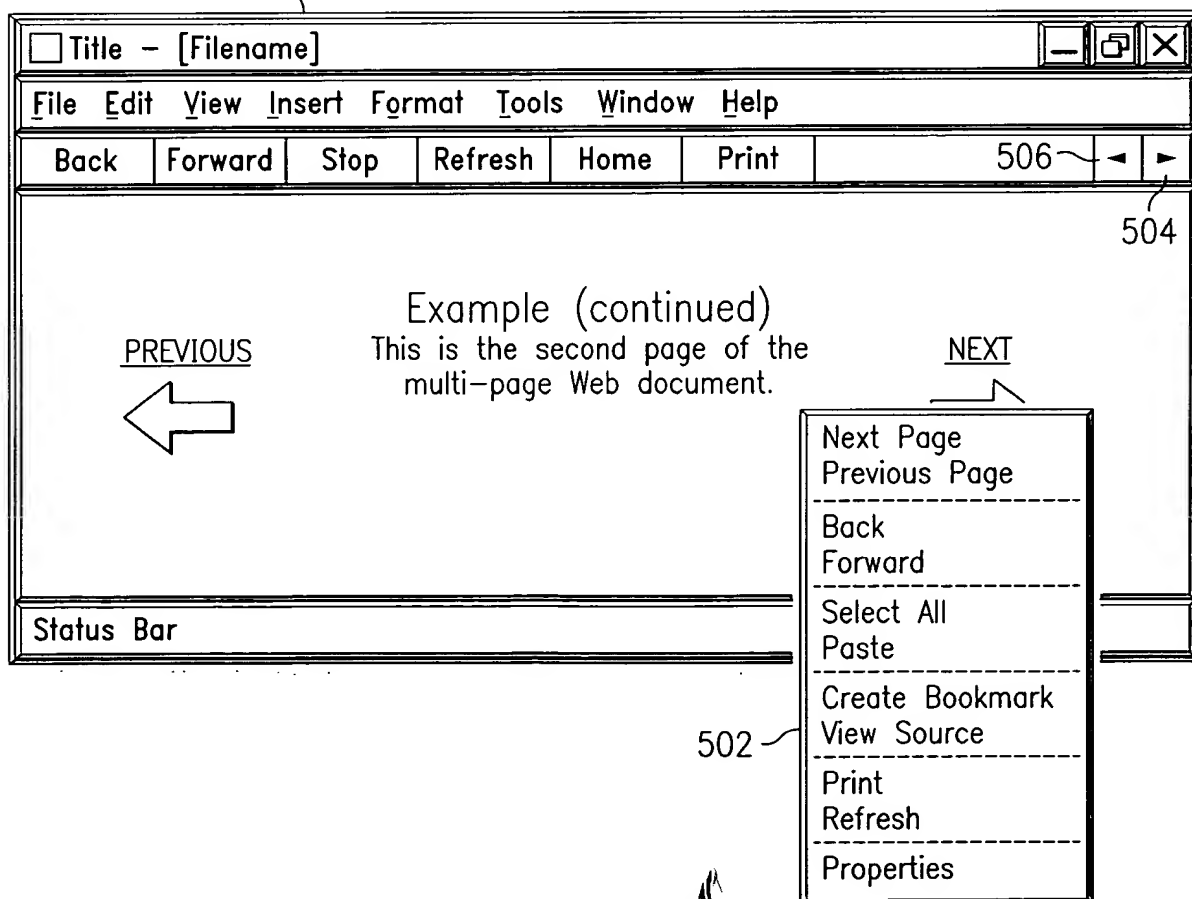 Title - [Filename]
File Edit View Insert Format Tools Window Help
Back Forward Stop Refresh Home Print 506
504
Example (continued)
PREVIOUS This is the second page of the NEXT
multi-page Web document.
Next Page
Previous Page
Back
Forward
Select All
Paste
Status Bar
Create Bookmark
502 View Source
Print
Refresh
Properties